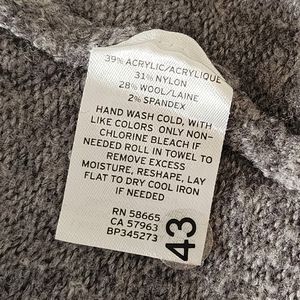 39% ACRYLIC/ACRYLIQUE
31% NYLON
28% WOOL/LAINE
2% SPANDEX
HAND WASH COLD, WITH
LIKE COLORS ONLY NON-
CHLORINE BLEACH IF
NEEDED ROLL IN TOWEL TO
REMOVE EXCESS
MOISTURE, RESHAPE, LAY
FLAT TO DRY COOL IRON
IF NEEDED
RN 58665
CA 57963
BP345273
43